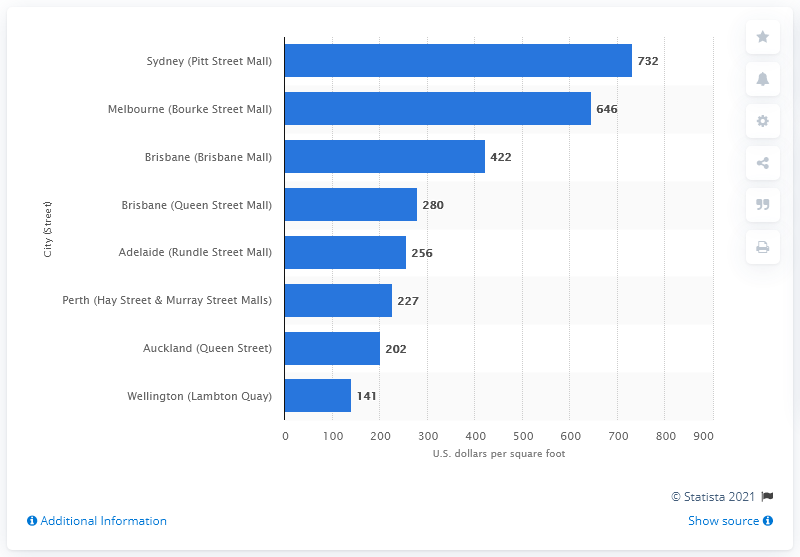 Sydney (Pitt Street Mall) 732
Melbourne (Bourke Street Mall) 646
Brisbane (Brisbane Mall) 422
Brisbane (Queen Street Mall) 280
Adelaide (Rundle Street Mall) 256
Perth (Hay Street & Murray Street Malls) 227
Auckland (Queen Street) 202
Wellington (Lambton Quay) 141
City (Street)
0 100 200 300 400 500 600 700 800 900
U.S. dollars per square foot
© Statista 2021
Additional Information
Show source